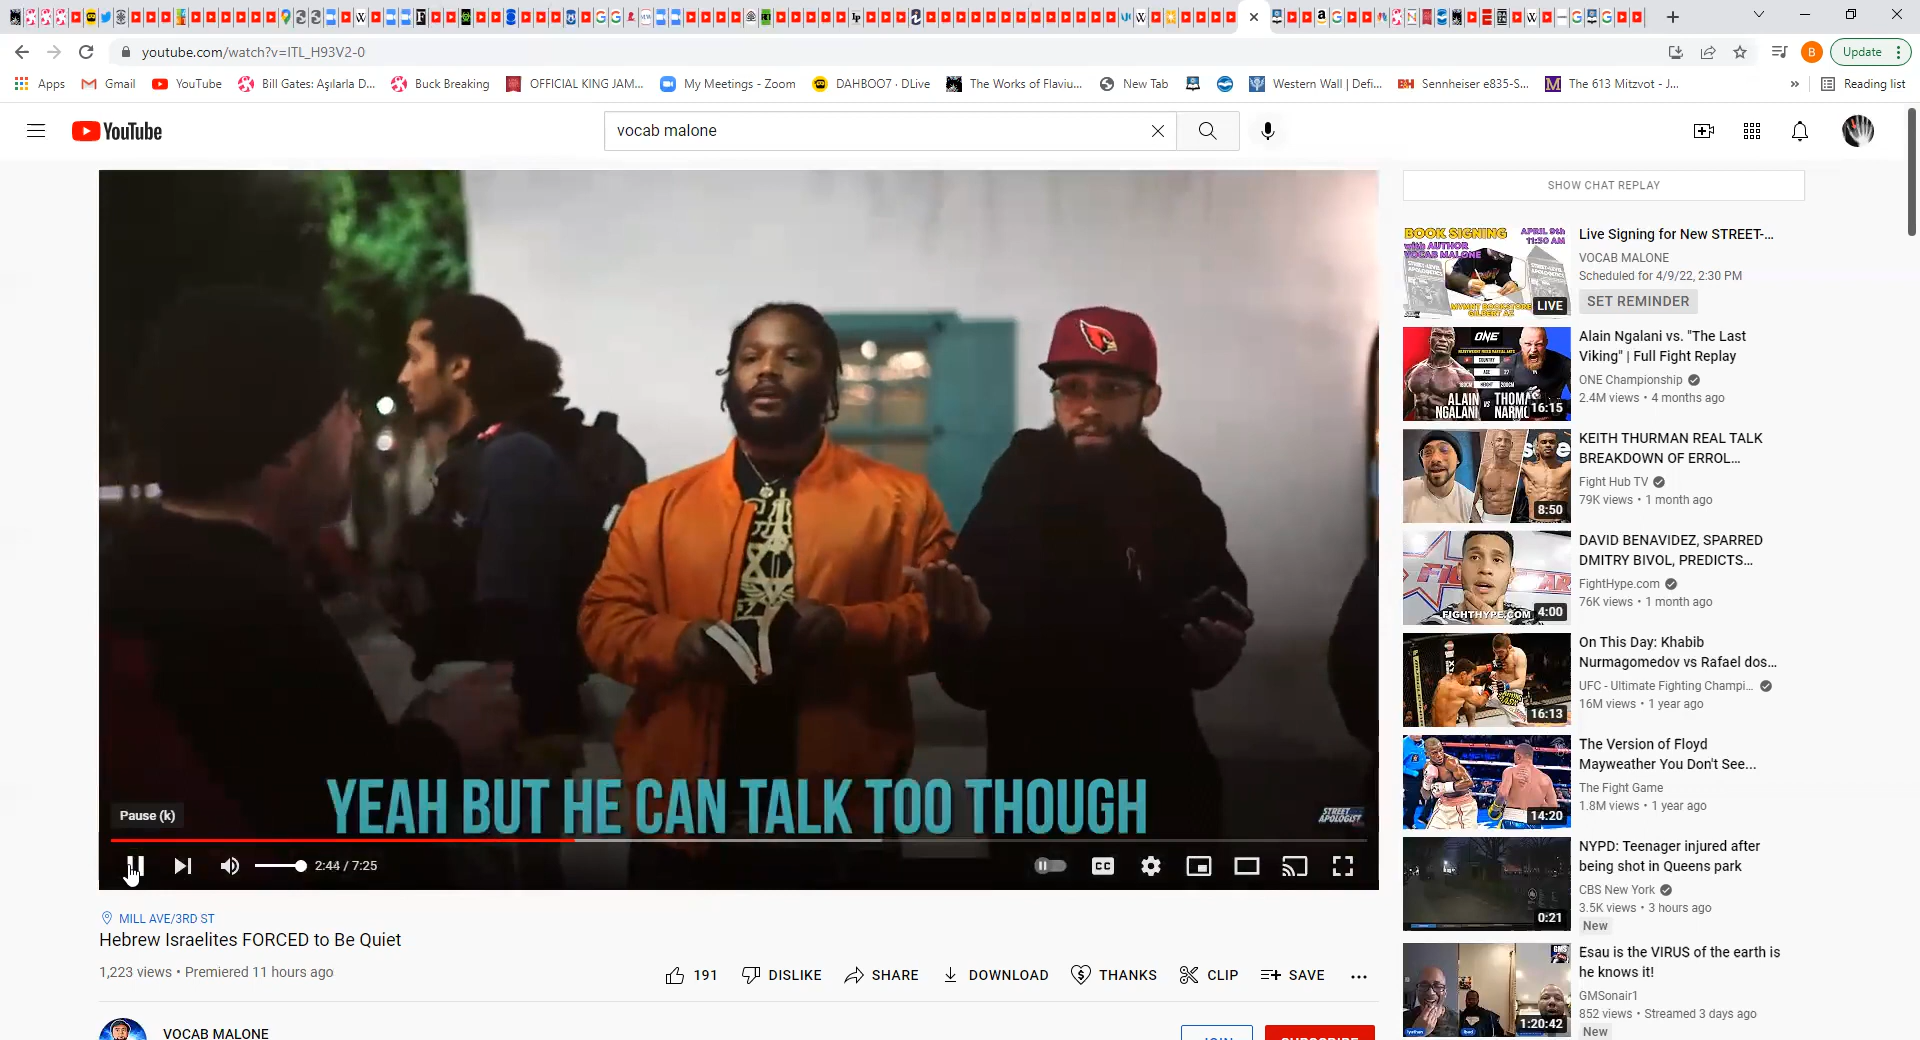 youtube.com/watch?v=ITL_H93V2-0
Update
Apps
Gmail
YouTube
Bill Gates: Aşılarla D...
Buck Breaking
OFFICIAL KING JAM...
My Meetings - Zoom
DAHBOO7 · DLive
The Works of Flaviu...
New Tab
Western Wall | Defi...
Sennheiser e835-S...
The 613 Mitzvot - J...
»
Reading list
YouTube
vocab malone
SHOW CHAT REPLAY
YEAH BUT HE CAN TALK TOO THOUGH
STREET APOLOGIST
Pause (k)
2:44 / 7:25
CC
MILL AVE/3RD ST
Hebrew Israelites FORCED to Be Quiet
1,223 views • Premiered 11 hours ago
191
DISLIKE
SHARE
DOWNLOAD
THANKS
CLIP
SAVE
VOCAB MALONE
JOIN
SUBSCRIBE
BOOK SIGNING
with AUTHOR
VOCAB MALONE
APRIL 9th
11:30 AM
MVMNT BOOKSTORE
GILBERT AZ
LIVE
Live Signing for New STREET-...
VOCAB MALONE
Scheduled for 4/9/22, 2:30 PM
SET REMINDER
ONE
ALAIN
NGALANI
VS
16:15
Alain Ngalani vs. "The Last
Viking" | Full Fight Replay
ONE Championship
2.4M views • 4 months ago
8:50
KEITH THURMAN REAL TALK
BREAKDOWN OF ERROL...
Fight Hub TV
79K views • 1 month ago
FIGHTHYPE.COM
4:00
DAVID BENAVIDEZ, SPARRED
DMITRY BIVOL, PREDICTS...
FightHype.com
76K views • 1 month ago
16:13
On This Day: Khabib
Nurmagomedov vs Rafael dos...
UFC - Ultimate Fighting Champi...
16M views • 1 year ago
14:20
The Version of Floyd
Mayweather You Don't See...
The Fight Game
1.8M views • 1 year ago
0:21
NYPD: Teenager injured after
being shot in Queens park
CBS New York
3.5K views • 3 hours ago
New
GMS
1:20:42
Esau is the VIRUS of the earth is
he knows it!
GMSonair1
852 views • Streamed 3 days ago
New